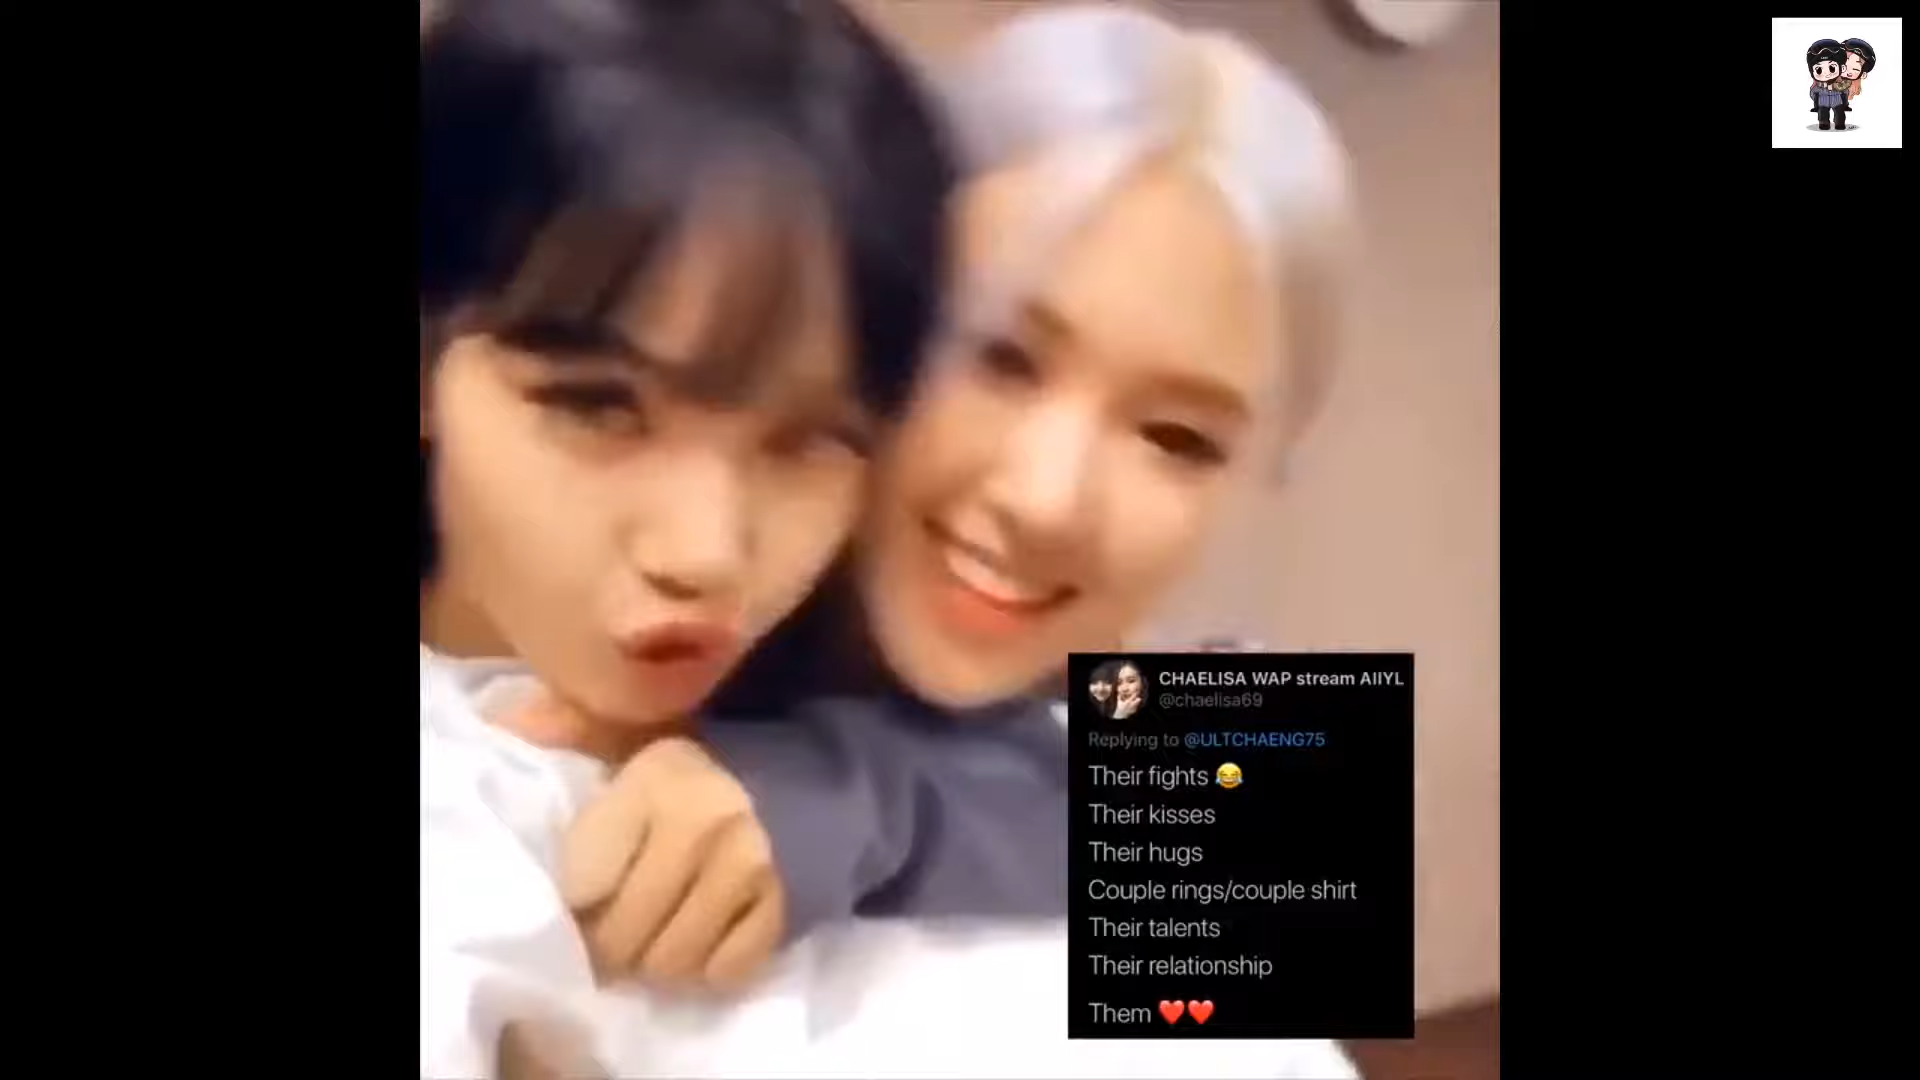 CHAELISA WAP stream AIIYL
@chaelisa69
Replying to @ULTCHAENG75
Their fights 😂
Their kisses
Their hugs
Couple rings/couple shirt
Their talents
Their relationship
Them ❤️❤️